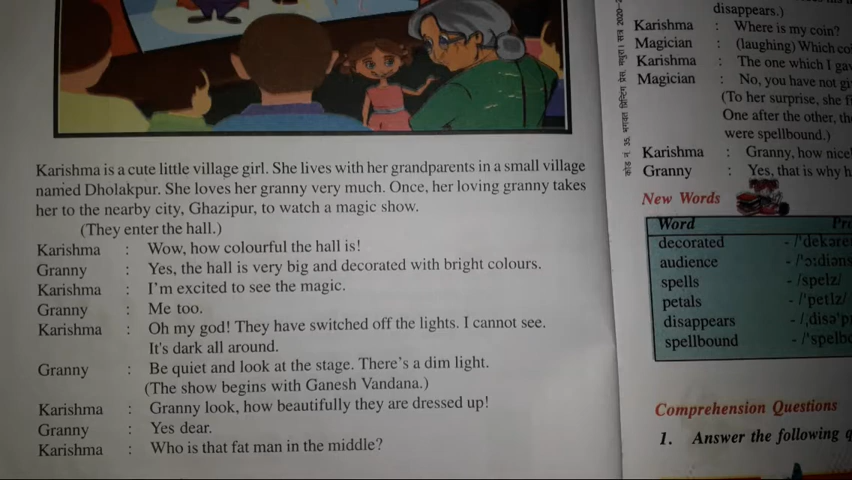 Karishma is a cute little village girl. She lives with her grandparents in a small village
named Dholakpur. She loves her granny very much. Once, her loving granny takes
her to the nearby city, Ghazipur, to watch a magic show.
(They enter the hall.)
Karishma : Wow, how colourful the hall is!
Granny : Yes, the hall is very big and decorated with bright colours.
Karishma : I'm excited to see the magic.
Granny : Me too.
Karishma : Oh my god! They have switched off the lights. I cannot see.
It's dark all around.
Granny : Be quiet and look at the stage. There's a dim light.
(The show begins with Ganesh Vandana.)
Karishma : Granny look, how beautifully they are dressed up!
Granny : Yes dear.
Karishma : Who is that fat man in the middle?
disappears.)
Karishma : Where is my coin?
Magician : (laughing) Which
Karishma : The one which I
Magician : No, you have not
(To her surprise, she
One after the other,
were spellbound.)
Karishma : Granny, how
Granny : Yes, that is why
New Words
Word
decorated
audience
spells - /spelz/
petals - /'petlz/
disappears
spellbound
Comprehension Questions
1. Answer the following